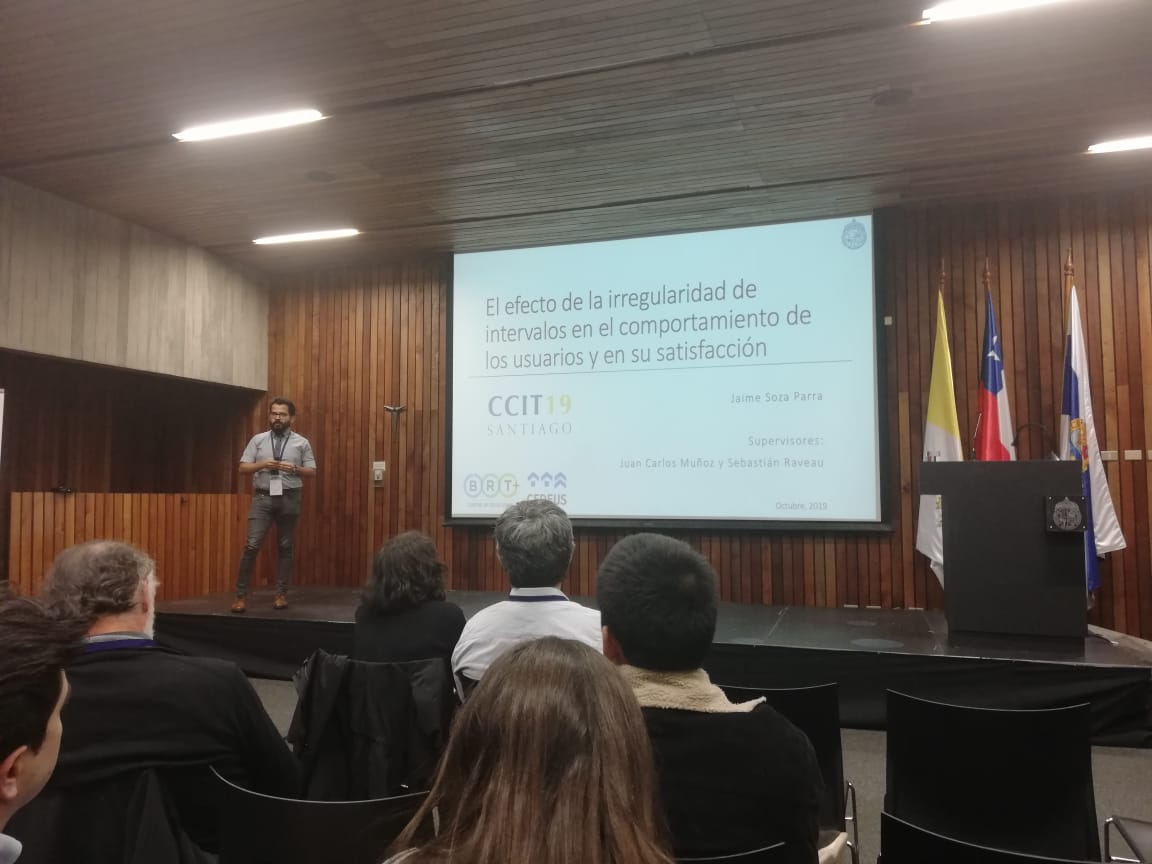 El efecto de la irregularidad de
intervalos en el comportamiento de
los usuarios y en su satisfacción
CCIT19
SANTIAGO
Jaime Soza Parra
Supervisores:
Juan Carlos Muñoz y Sebastián Raveau
BRT+
CEDEUS
Octubre, 2019